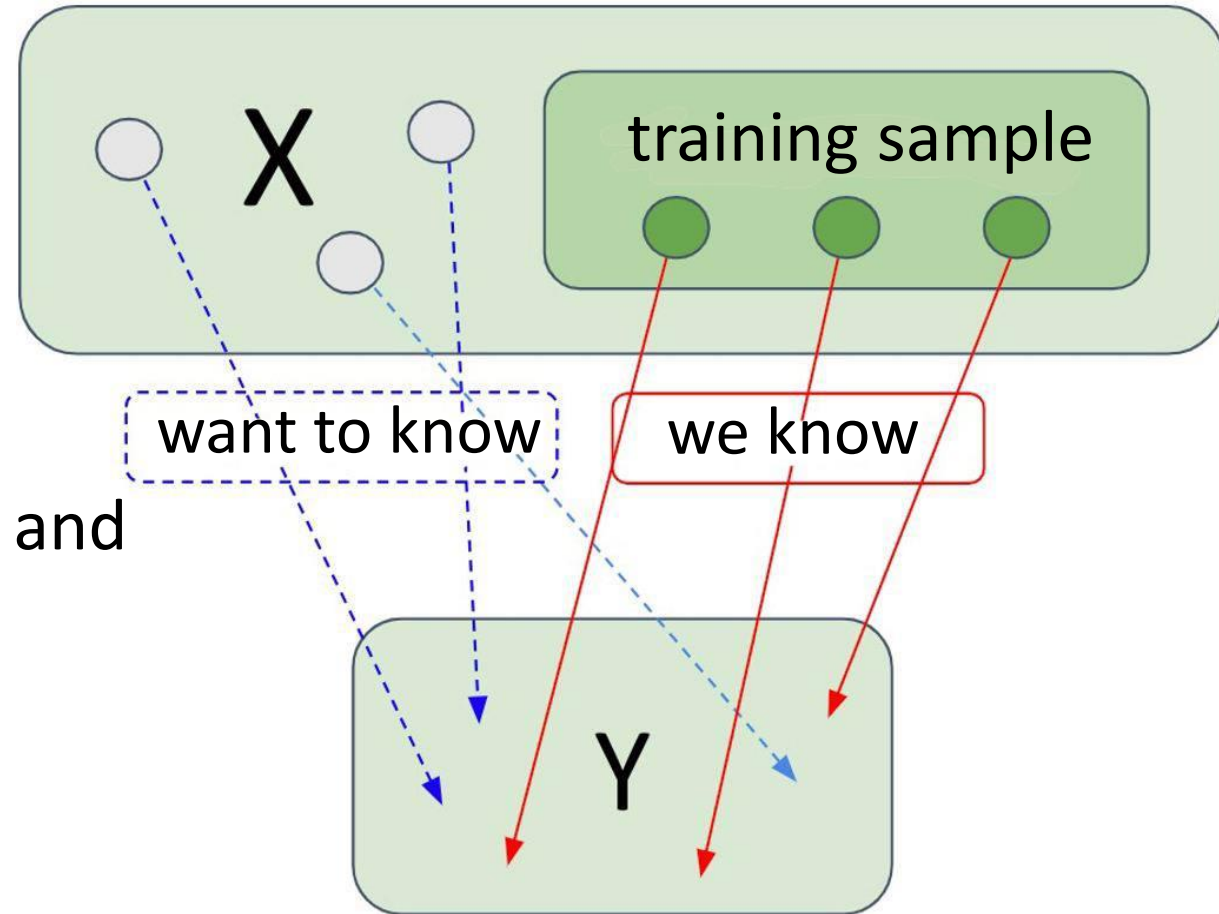 X
training sample
want to know
we know
and
Y